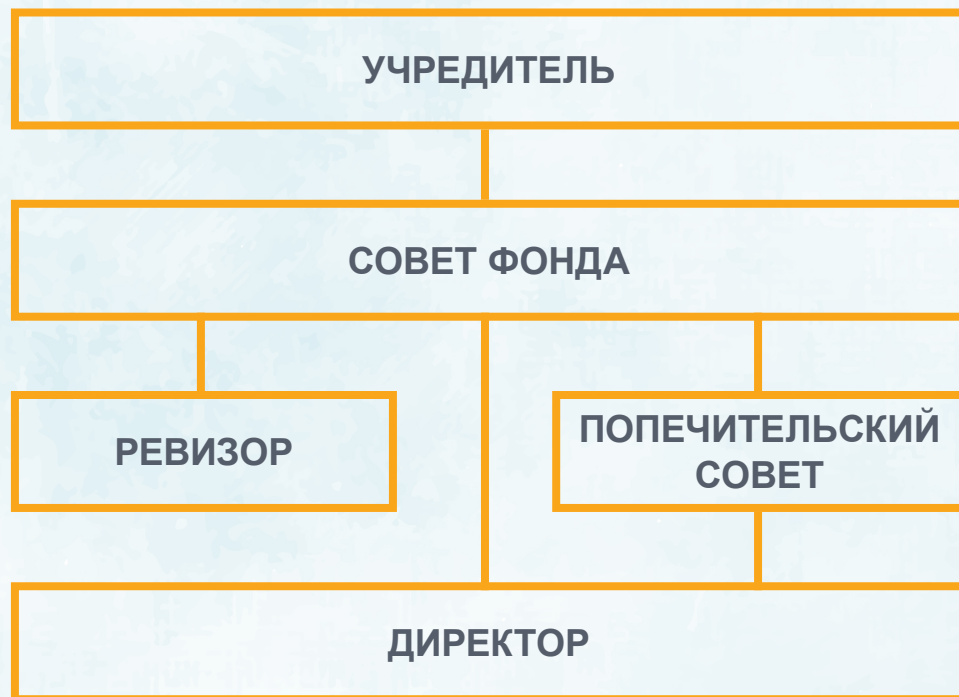 УЧРЕДИТЕЛЬ
СОВЕТ ФОНДА
РЕВИЗОР
ПОПЕЧИТЕЛЬСКИЙ
СОВЕТ
ДИРЕКТОР